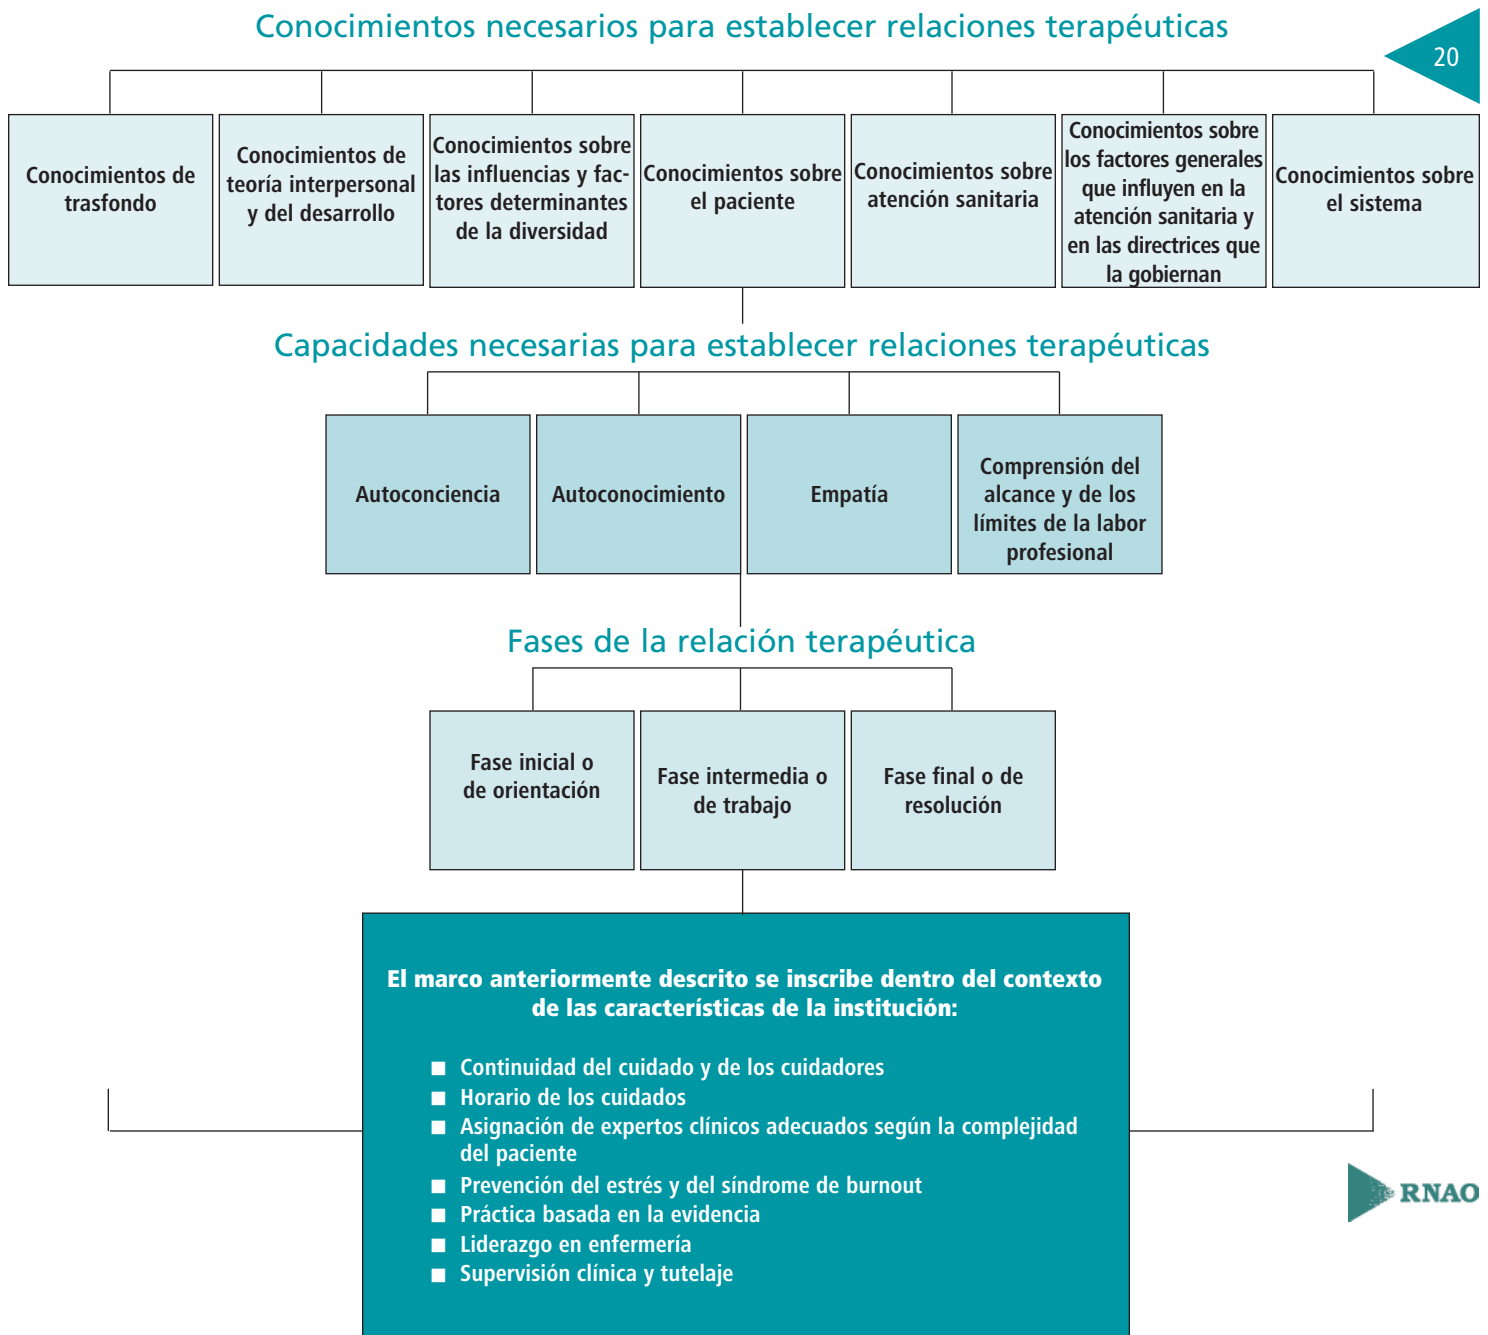 Conocimientos necesarios para establecer relaciones terapéuticas
20
Conocimientos de
trasfondo
Conocimientos de
teoría interpersonal
y del desarrollo
Conocimientos sobre
las influencias y fac-
tores determinantes
de la diversidad
Conocimientos sobre
el paciente
Conocimientos sobre
atención sanitaria
Conocimientos sobre
los factores generales
que influyen en la
atención sanitaria y
en las directrices que
la gobiernan
Conocimientos sobre
el sistema
Capacidades necesarias para establecer relaciones terapéuticas
Autoconciencia
Autoconocimiento
Empatía
Comprensión del
alcance y de los
límites de la labor
profesional
Fases de la relación terapéutica
Fase inicial o
de orientación
Fase intermedia o
de trabajo
Fase final o de
resolución
El marco anteriormente descrito se inscribe dentro del contexto
de las características de la institución:
■ Continuidad del cuidado y de los cuidadores
■ Horario de los cuidados
■ Asignación de expertos clínicos adecuados según la complejidad
del paciente
■ Prevención del estrés y del síndrome de burnout
■ Práctica basada en la evidencia
■ Liderazgo en enfermería
■ Supervisión clínica y tutelaje
RNAO